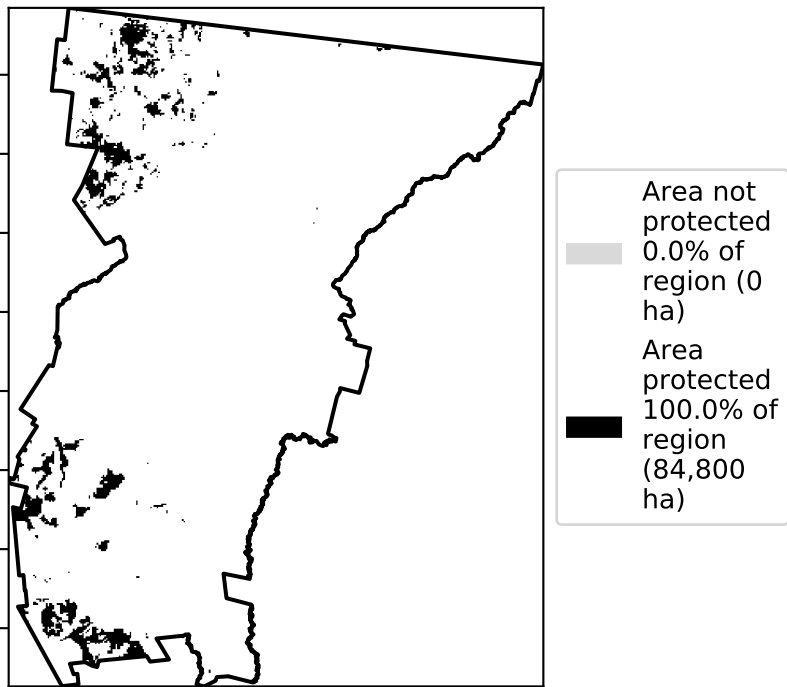 Area not
protected
0.0% of
region (0
ha)
Area
protected
100.0% of
region
(84,800
ha)